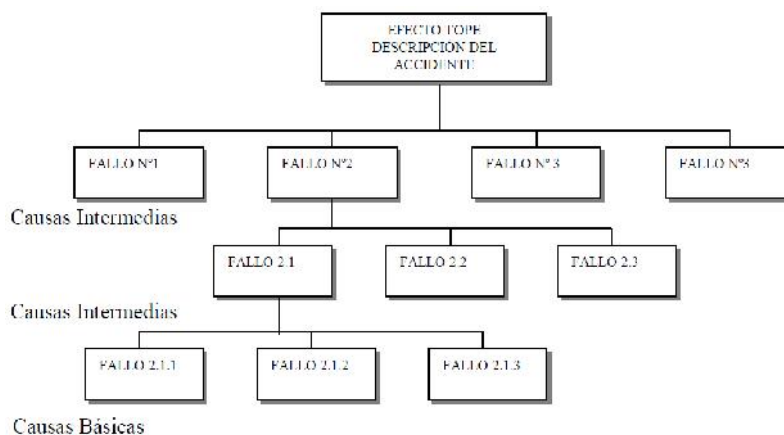 EFECTO TOPE
DESCRIPCION DEL
ACCIDENTE
FALLO Nº1
FALLO Nº2
FALLO Nº 3
FALLO Nº3
Causas Intermedias
FALLO 2.1
FALLO 2.2
FALLO 2.3
Causas Intermedias
FALLO 2.1.1
FALLO 2.1.2
FALLO 2.1.3
Causas Básicas